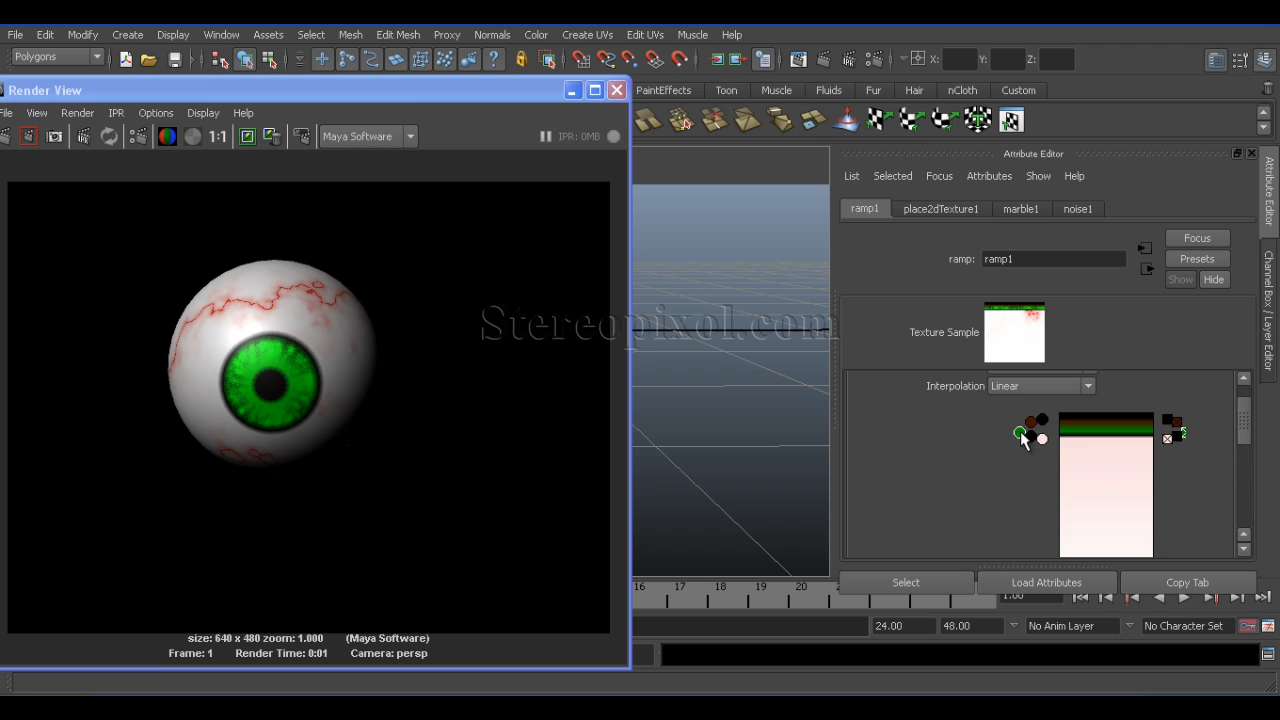 File Edit Modify Create Display Window Assets Select Mesh Edit Mesh Proxy Normals Color Create UVs Edit UVs Muscle Help
Polygons X: Y: Z:
Render View
PaintEffects Toon Muscle Fluids Fur Hair nCloth Custom
File View Render IPR Options Display Help
1:1 Maya Software IPR: 0MB
Attribute Editor
List Selected Focus Attributes Show Help
ramp1 place2dTexture1 marble1 noise1
Focus
ramp: ramp1 Presets
Show Hide
Stereopixol.com
Texture Sample
Interpolation Linear
Attribute Editor
Channel Box / Layer Editor
Select Load Attributes Copy Tab
16 17 18 19 20 1.00
24.00 48.00 No Anim Layer No Character Set
size: 640 x 480 zoom: 1.000 (Maya Software)
Frame: 1 Render Time: 0:01 Camera: persp